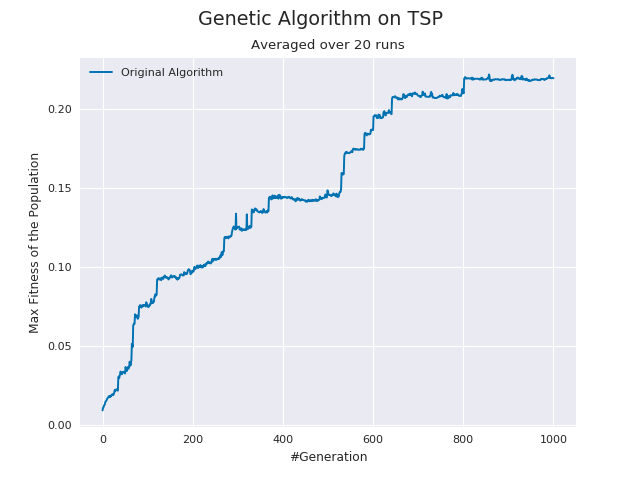 Genetic Algorithm on TSP
Averaged over 20 runs
Original Algorithm
Max Fitness of the Population
0.20
0.15
0.10
0.05
0.00
0 200 400 600 800 1000
#Generation